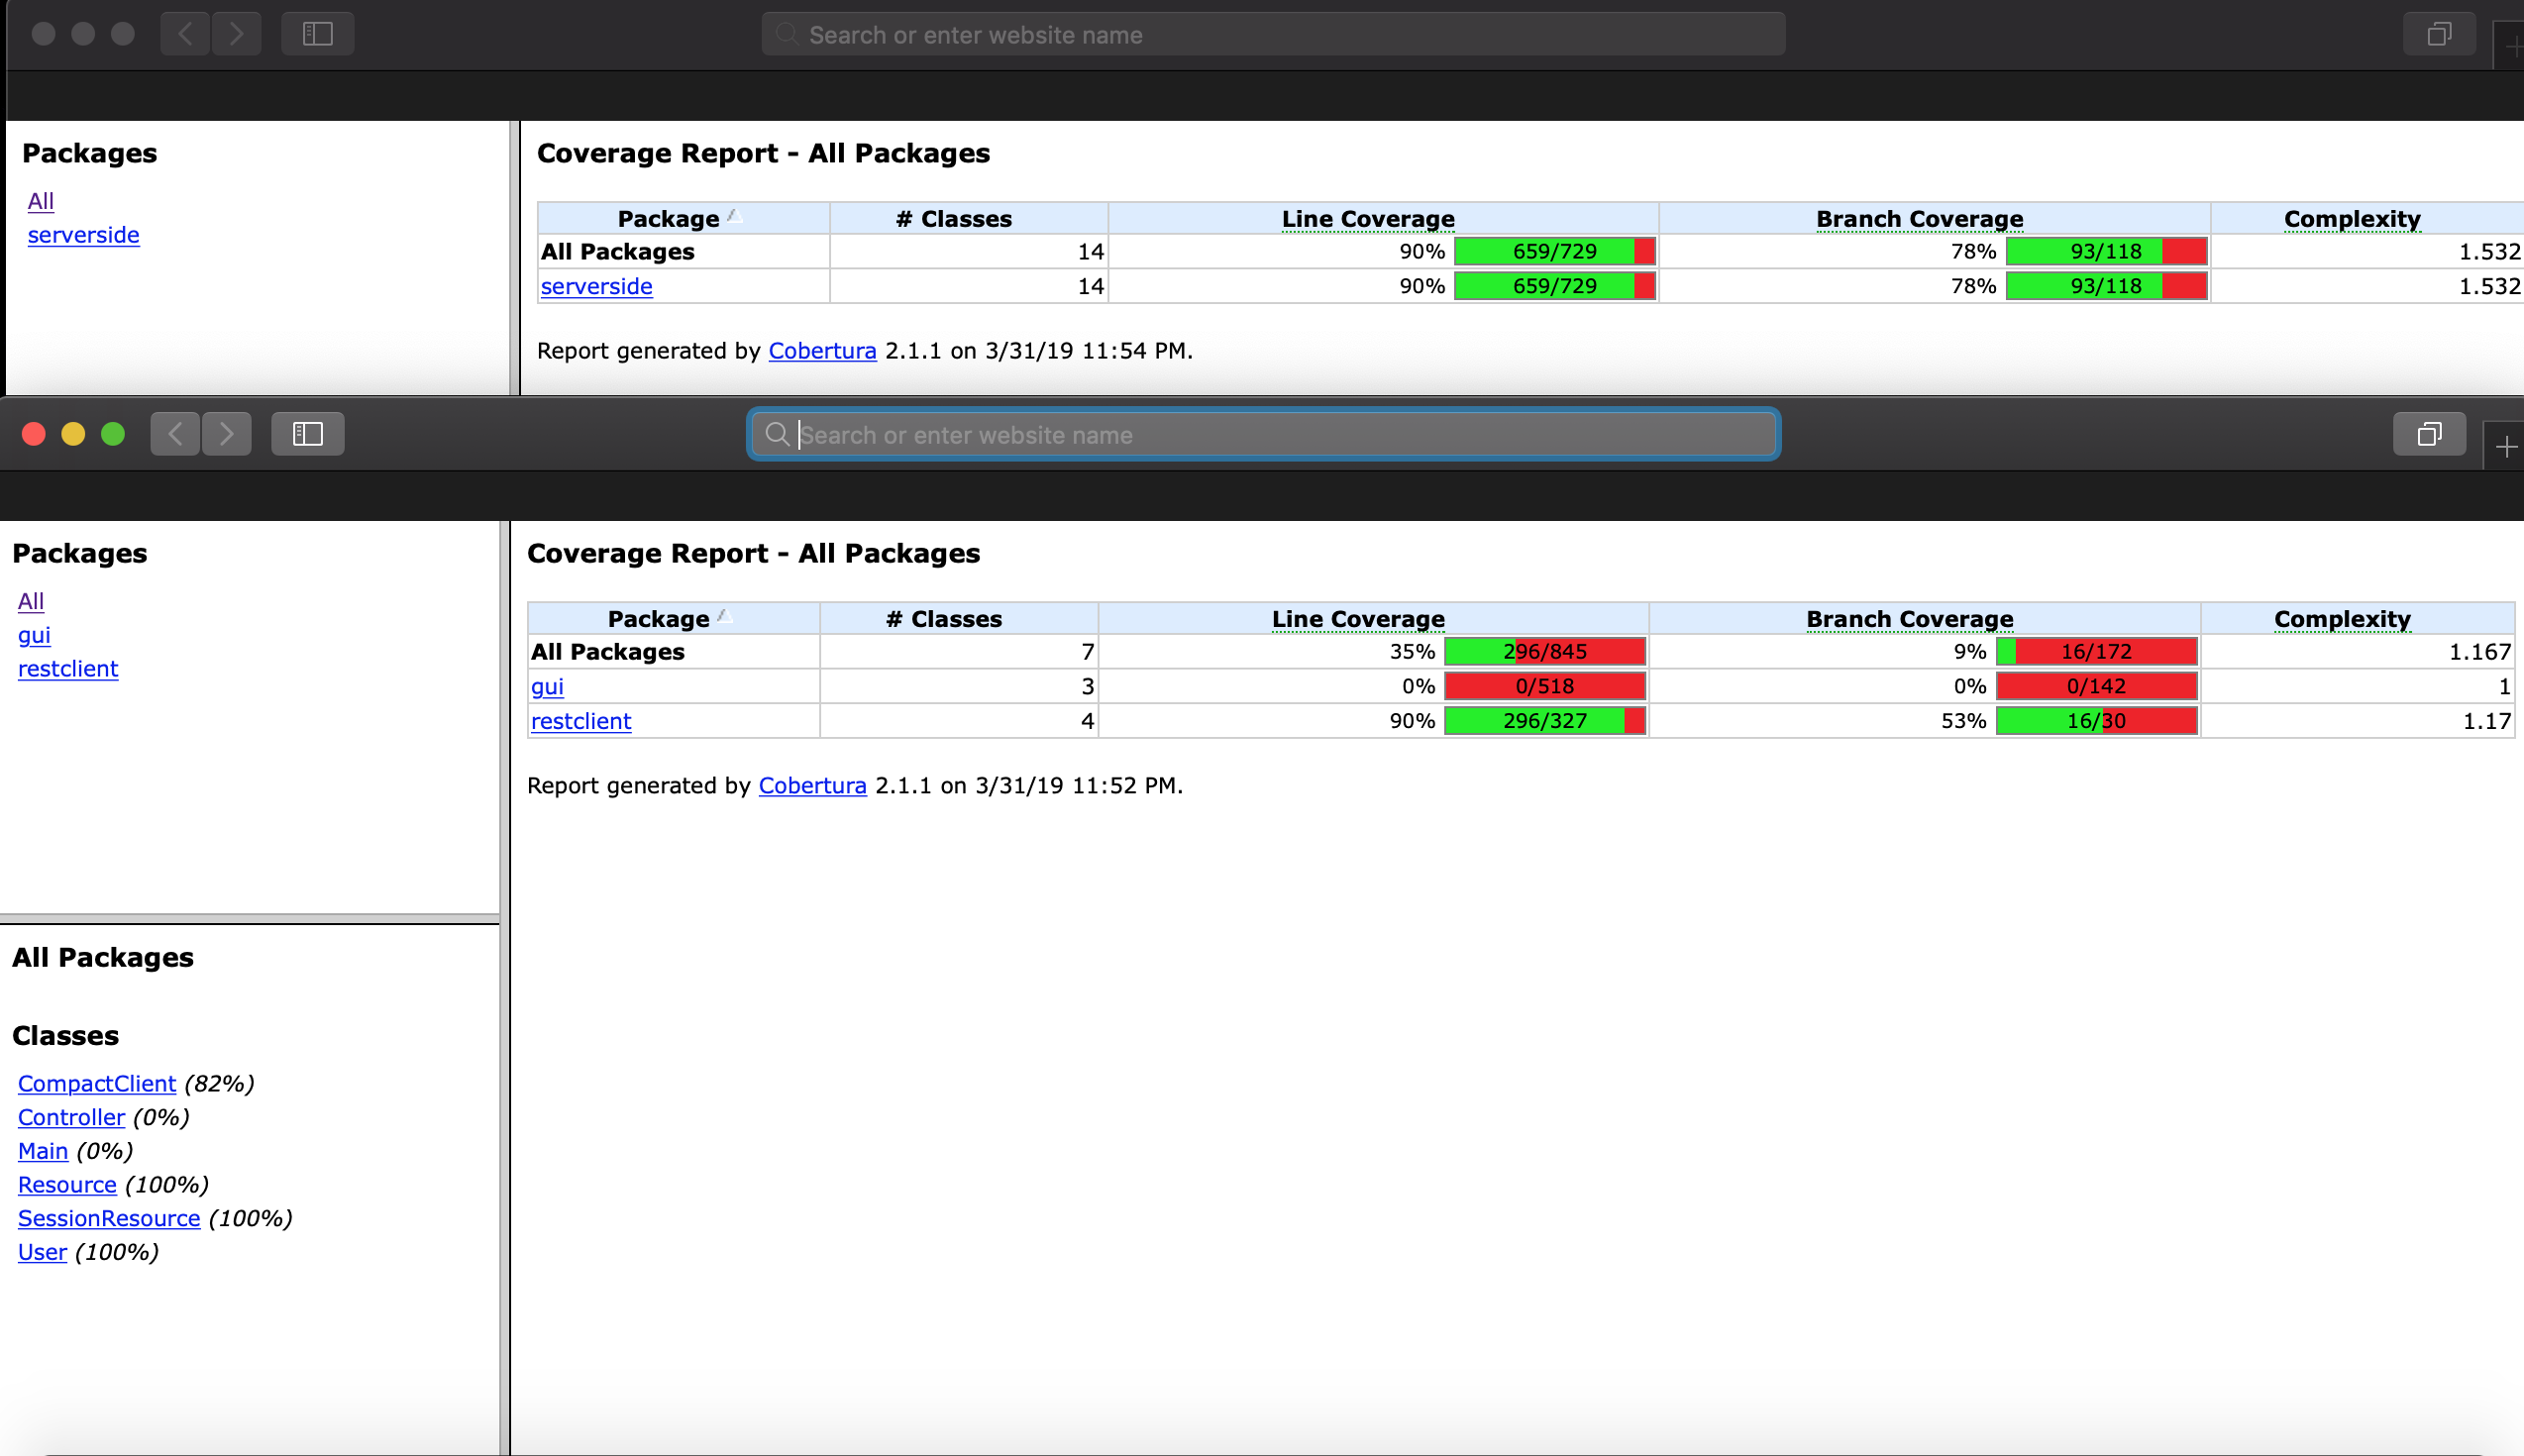 Search or enter website name
Packages
All
serverside
Coverage Report - All Packages
Package # Classes Line Coverage Branch Coverage Complexity
All Packages 14 90% 659/729 78% 93/118 1.532
serverside 14 90% 659/729 78% 93/118 1.532
Report generated by Cobertura 2.1.1 on 3/31/19 11:54 PM.
Search or enter website name
Packages
All
gui
restclient
Coverage Report - All Packages
Package # Classes Line Coverage Branch Coverage Complexity
All Packages 7 35% 296/845 9% 16/172 1.167
gui 3 0% 0/518 0% 0/142 1
restclient 4 90% 296/327 53% 16/30 1.17
Report generated by Cobertura 2.1.1 on 3/31/19 11:52 PM.
All Packages
Classes
CompactClient (82%)
Controller (0%)
Main (0%)
Resource (100%)
SessionResource (100%)
User (100%)